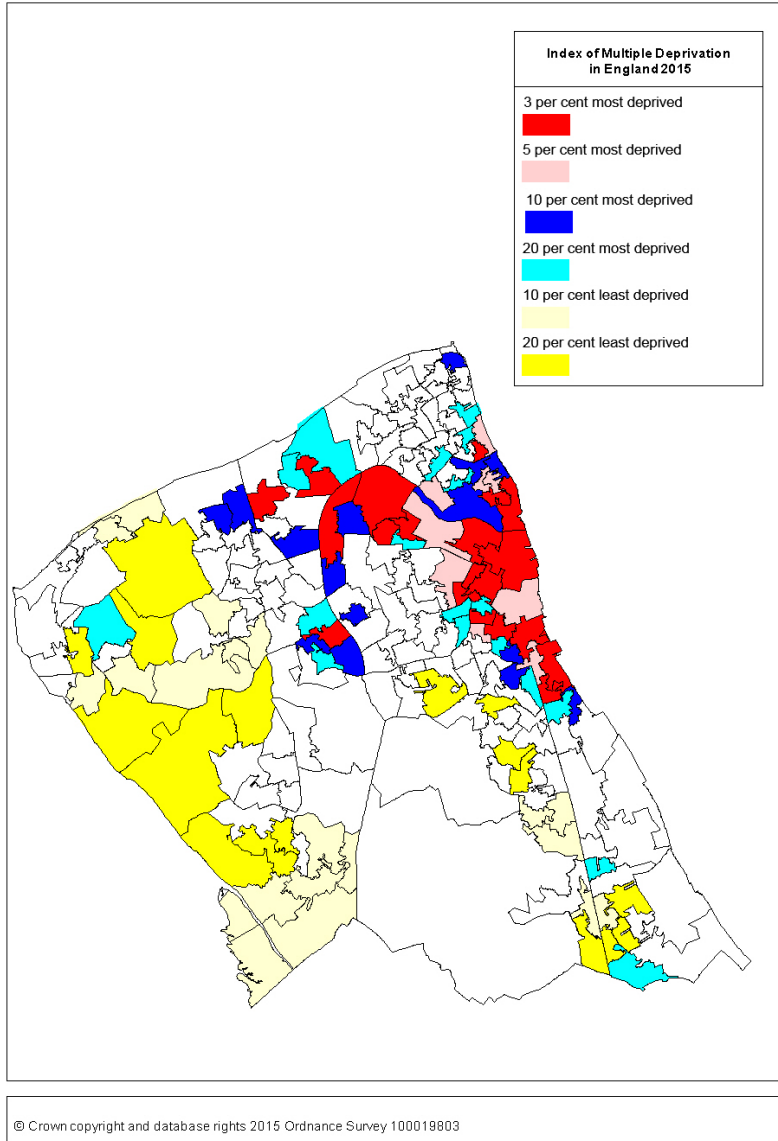 Index of Multiple Deprivation
in England 2015
3 per cent most deprived
5 per cent most deprived
10 per cent most deprived
20 per cent most deprived
10 per cent least deprived
20 per cent least deprived
© Crown copyright and database rights 2015 Ordnance Survey 100019803